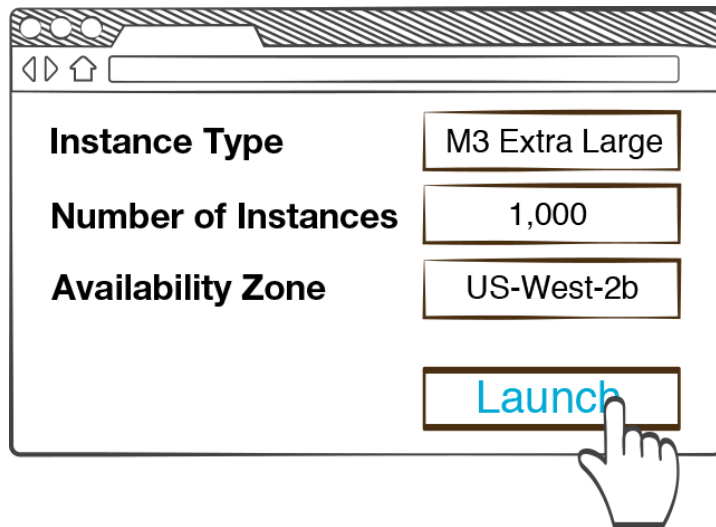 Instance Type M3 Extra Large
Number of Instances 1,000
Availability Zone US-West-2b
Launch